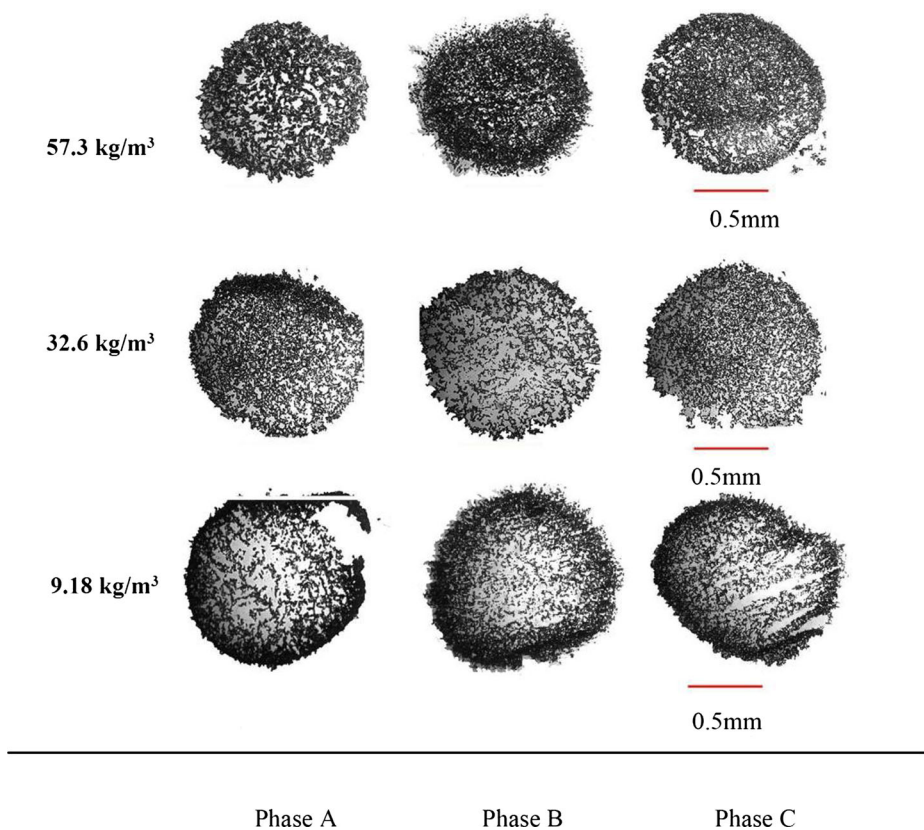 57.3 kg/m³
0.5mm
32.6 kg/m³
0.5mm
9.18 kg/m³
0.5mm
Phase A Phase B Phase C